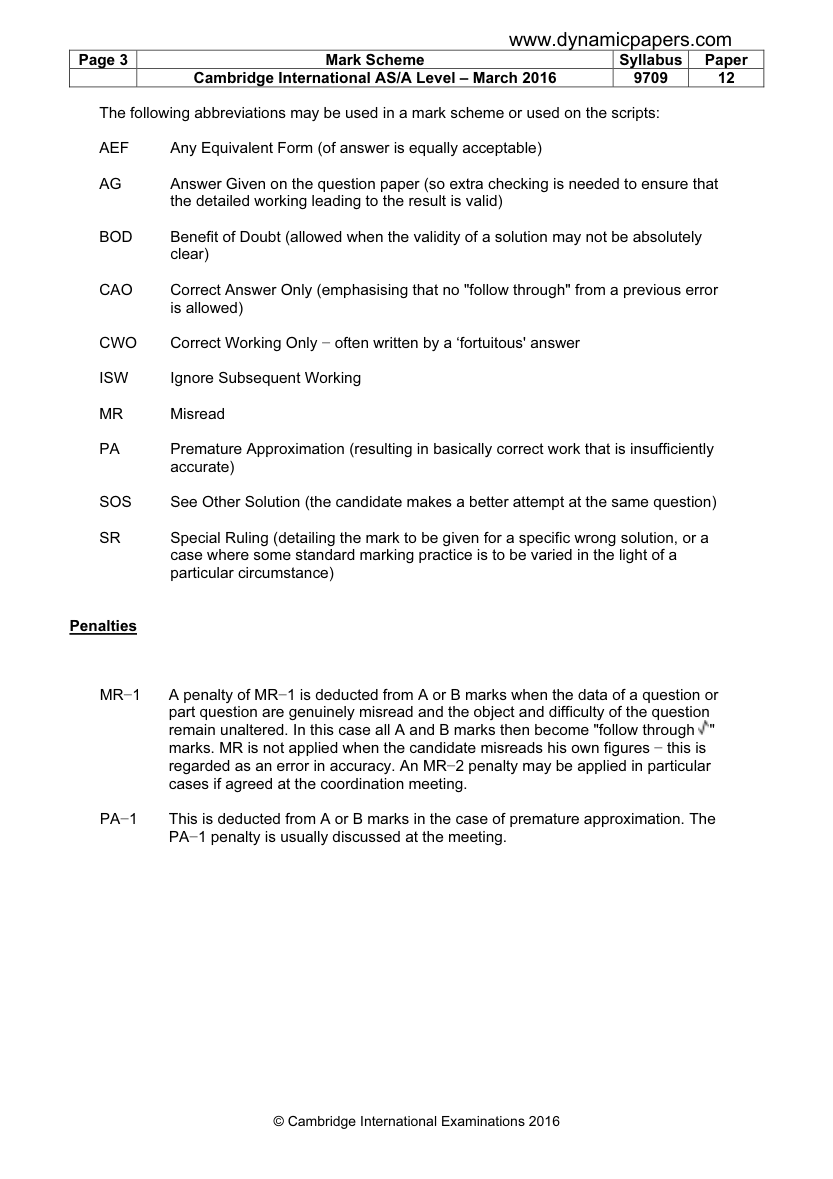 www.dynamicpapers.com
Page 3 Mark Scheme Syllabus Paper
Cambridge International AS/A Level – March 2016 9709 12
The following abbreviations may be used in a mark scheme or used on the scripts:
AEF Any Equivalent Form (of answer is equally acceptable)
AG Answer Given on the question paper (so extra checking is needed to ensure that
the detailed working leading to the result is valid)
BOD Benefit of Doubt (allowed when the validity of a solution may not be absolutely
clear)
CAO Correct Answer Only (emphasising that no "follow through" from a previous error
is allowed)
CWO Correct Working Only – often written by a ‘fortuitous' answer
ISW Ignore Subsequent Working
MR Misread
PA Premature Approximation (resulting in basically correct work that is insufficiently
accurate)
SOS See Other Solution (the candidate makes a better attempt at the same question)
SR Special Ruling (detailing the mark to be given for a specific wrong solution, or a
case where some standard marking practice is to be varied in the light of a
particular circumstance)
Penalties
MR–1 A penalty of MR–1 is deducted from A or B marks when the data of a question or
part question are genuinely misread and the object and difficulty of the question
remain unaltered. In this case all A and B marks then become "follow through √"
marks. MR is not applied when the candidate misreads his own figures – this is
regarded as an error in accuracy. An MR–2 penalty may be applied in particular
cases if agreed at the coordination meeting.
PA–1 This is deducted from A or B marks in the case of premature approximation. The
PA–1 penalty is usually discussed at the meeting.
© Cambridge International Examinations 2016